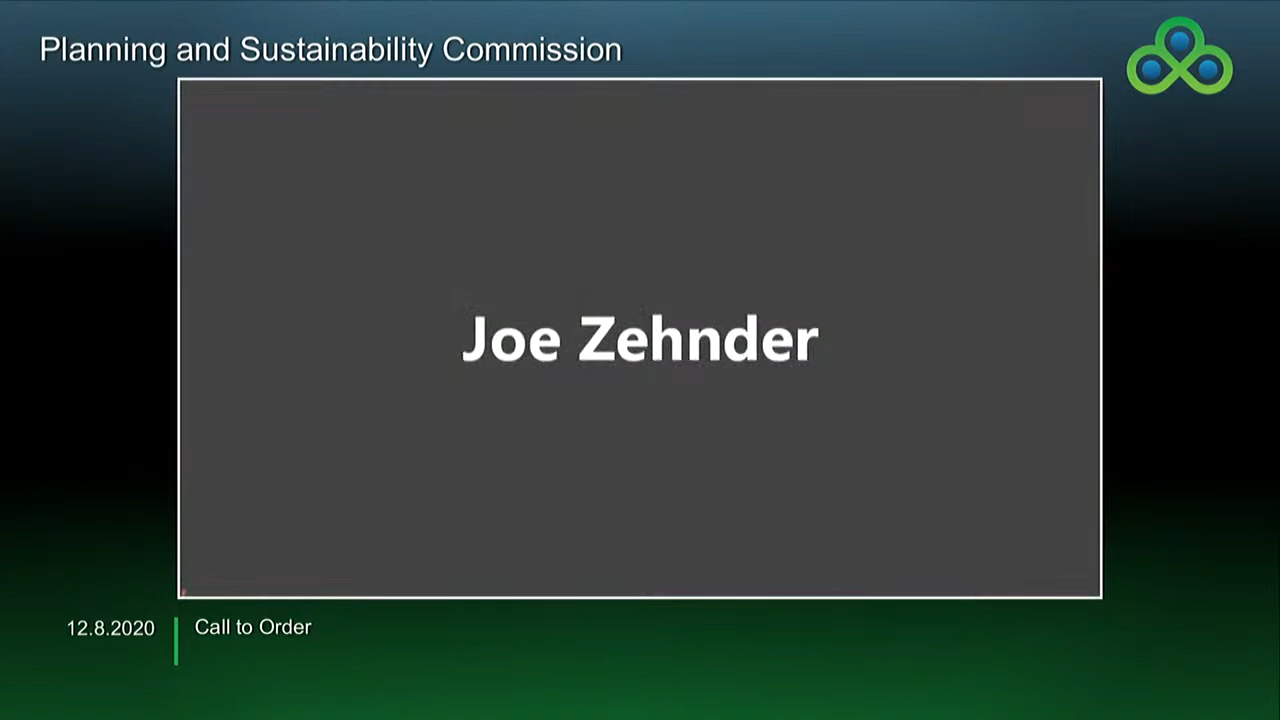 Planning and Sustainability Commission
Joe Zehnder
12.8.2020
Call to Order